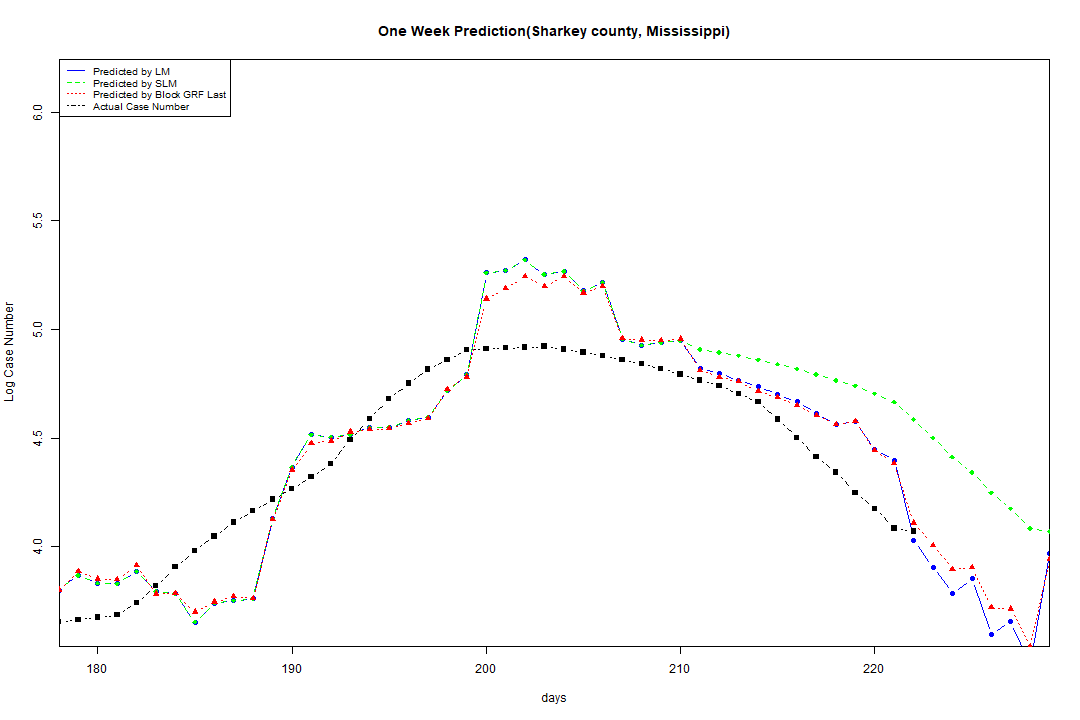 One Week Prediction(Sharkey county, Mississippi)
Predicted by LM
Predicted by SLM
Predicted by Block GRF Last
Actual Case Number
6.0
5.5
5.0
4.5
4.0
Log Case Number
180 190 200 210 220
days